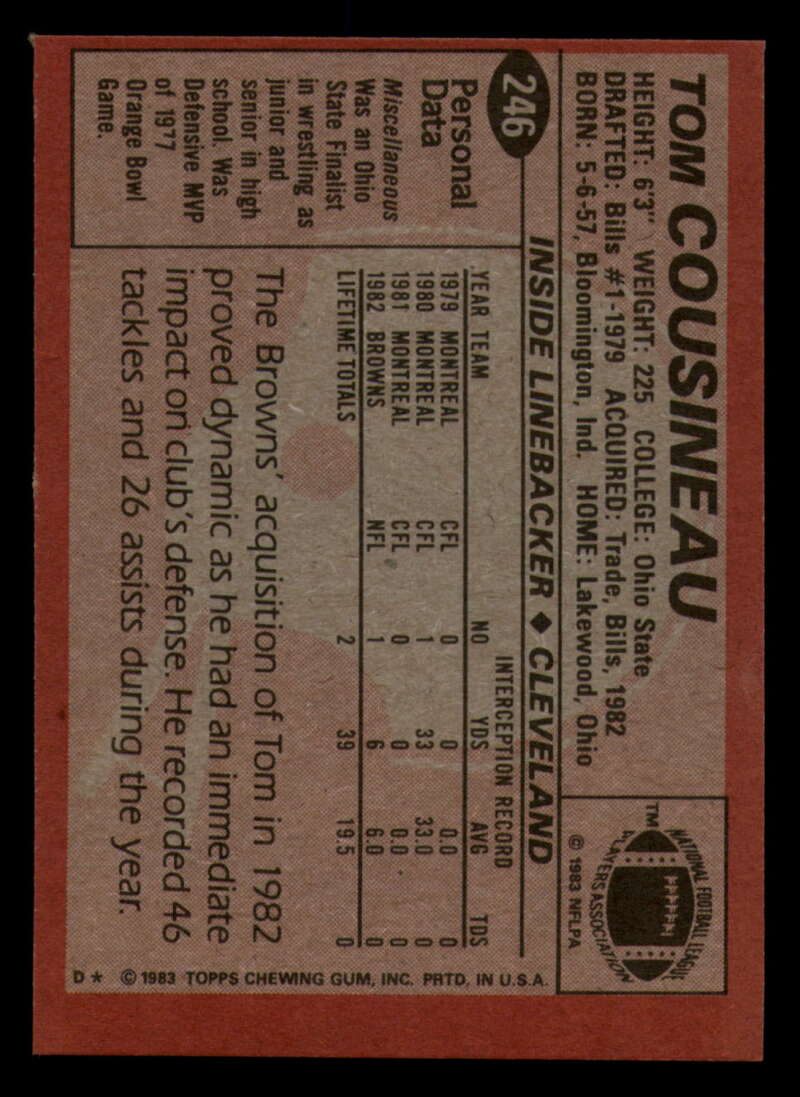 246
TOM COUSINEAU
HEIGHT: 6'3" WEIGHT: 225 COLLEGE: Ohio State
DRAFTED: Bills #1-1979 ACQUIRED: Trade, Bills, 1982
BORN: 5-6-57, Bloomington, Ind. HOME: Lakewood, Ohio
INSIDE LINEBACKER ♦ CLEVELAND
TM
NATIONAL FOOTBALL LEAGUE
PLAYERS ASSOCIATION
© 1983 NFLPA
Personal
Data
Miscellaneous
Was an Ohio
State Finalist
in wrestling as
junior and
senior in high
school. Was
Defensive MVP
of 1977
Orange Bowl
Game.
INTERCEPTION RECORD
YEAR TEAM NO YDS AVG TDS
1979 MONTREAL CFL 0 0 0.0 0
1980 MONTREAL CFL 1 33 33.0 0
1981 MONTREAL CFL 0 0 0.0 0
1982 BROWNS NFL 1 6 6.0 0
LIFETIME TOTALS 2 39 19.5 0
The Browns' acquisition of Tom in 1982
proved dynamic as he had an immediate
impact on club's defense. He recorded 46
tackles and 26 assists during the year.
D* © 1983 TOPPS CHEWING GUM, INC. PRTD. IN U.S.A.